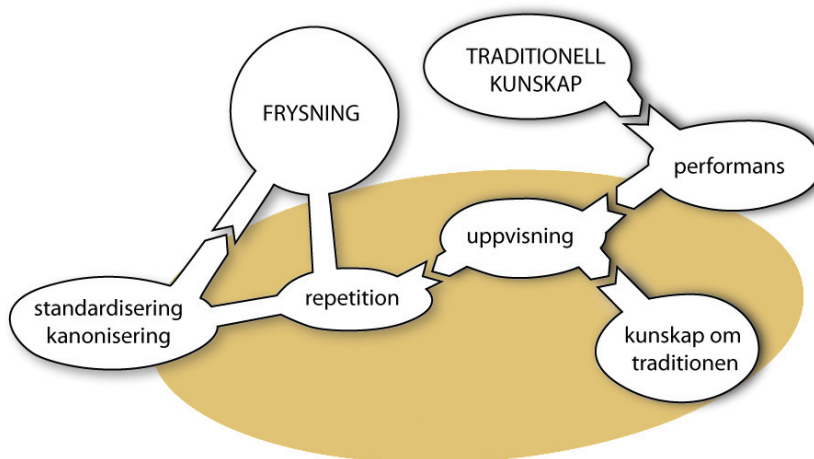 TRADITIONELL
KUNSKAP
FRYSNING
performans
uppvisning
repetition
standardisering
kanonisering
kunskap om
traditionen